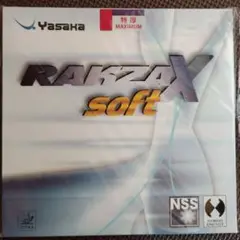 Yasaka
特厚
MAXIMUM
RAKZA X
soft
NSS